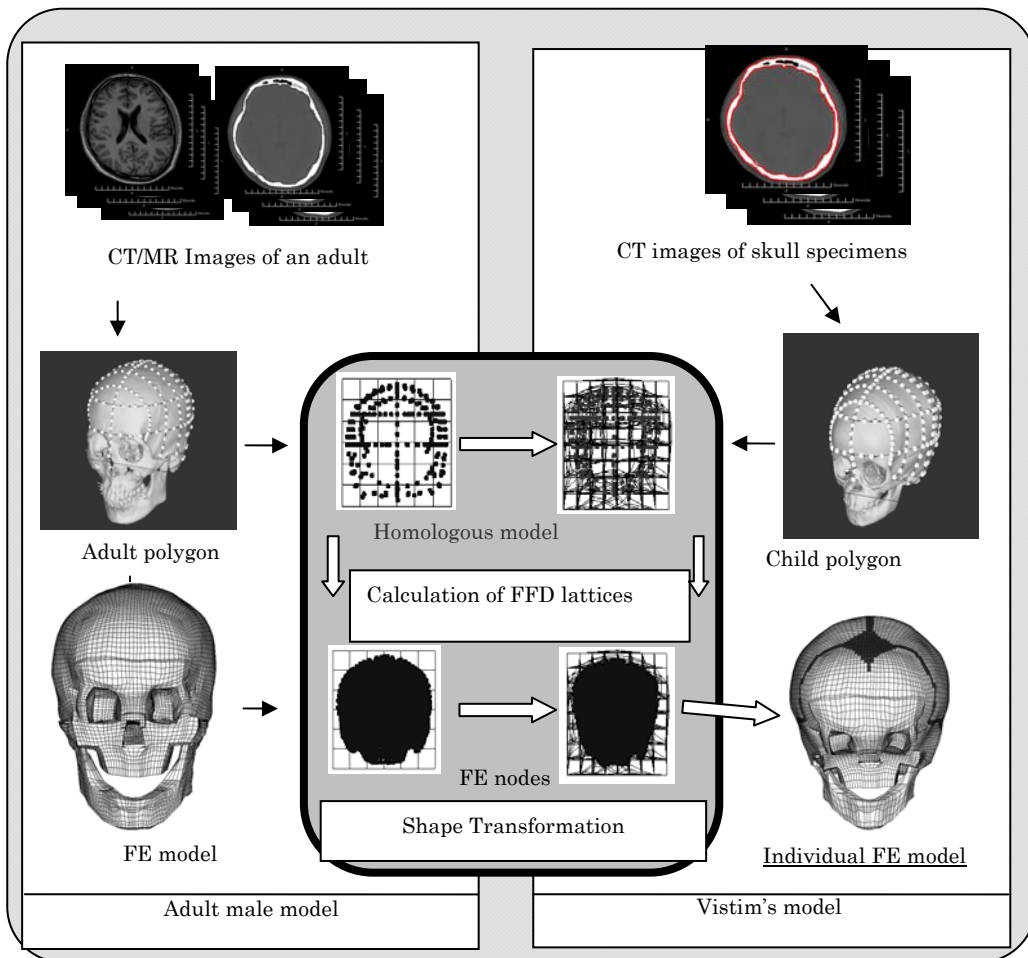 CT/MR Images of an adult
CT images of skull specimens
Adult polygon
Homologous model
Child polygon
Calculation of FFD lattices
FE nodes
Shape Transformation
FE model
Individual FE model
Adult male model
Vistim's model